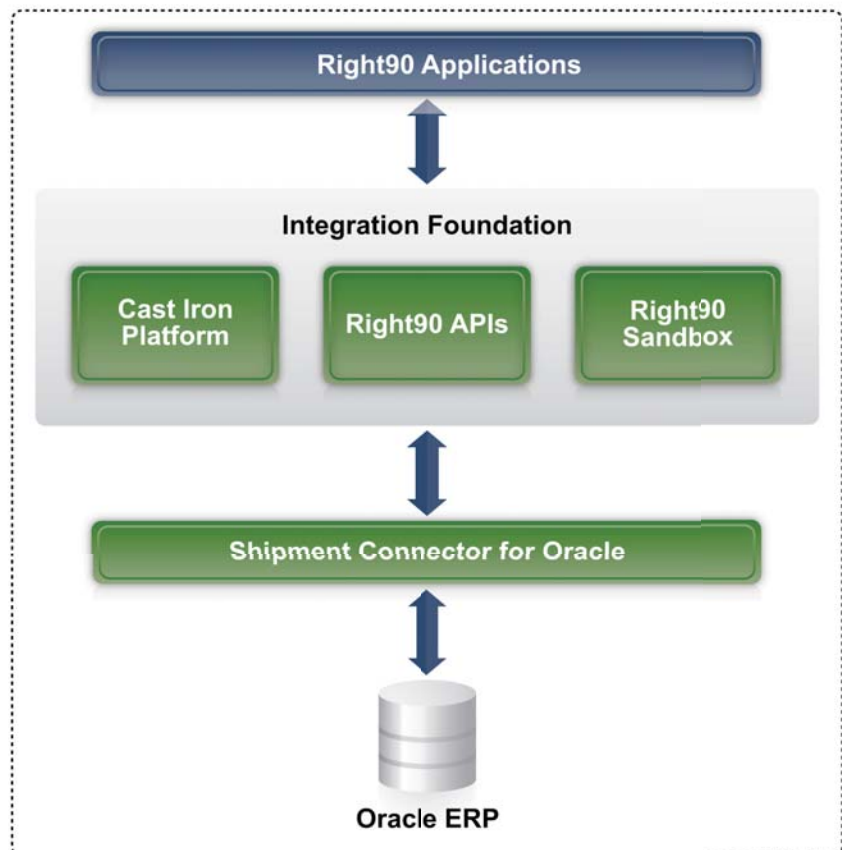 Right90 Applications
Integration Foundation
Cast Iron
Platform
Right90 APIs
Right90
Sandbox
Shipment Connector for Oracle
Oracle ERP